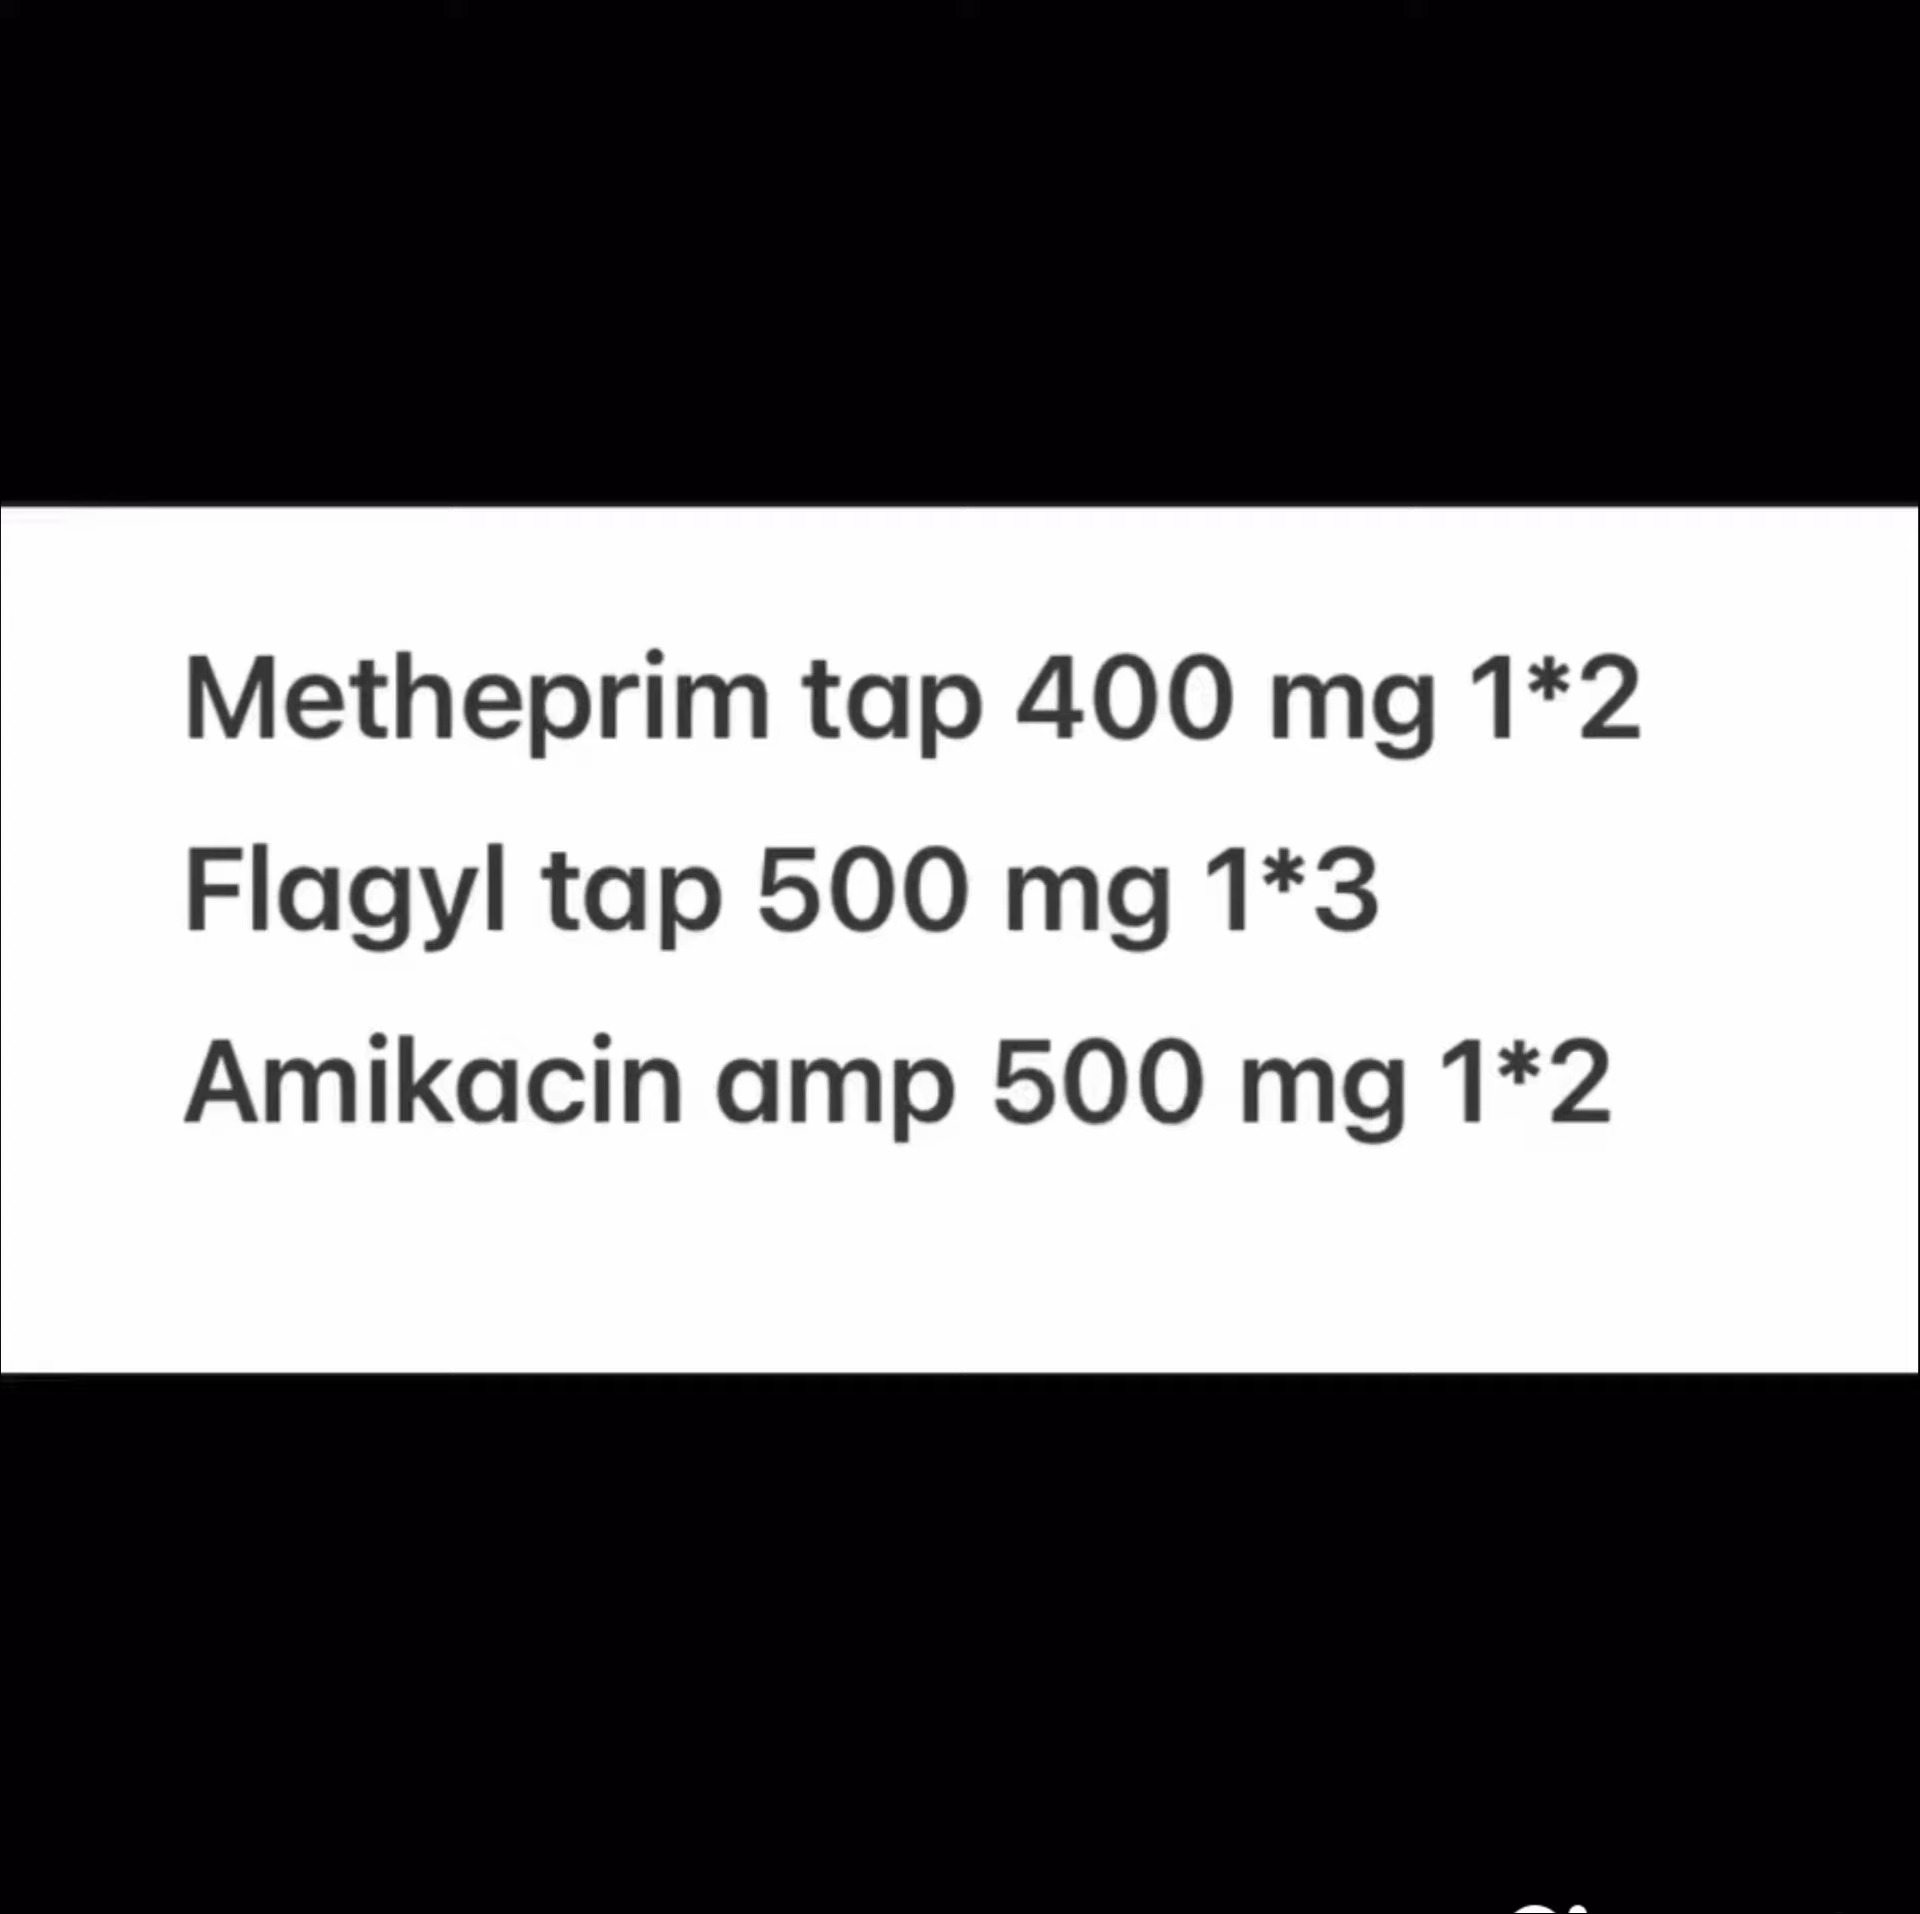 Metheprim tap 400 mg 1*2
Flagyl tap 500 mg 1*3
Amikacin amp 500 mg 1*2